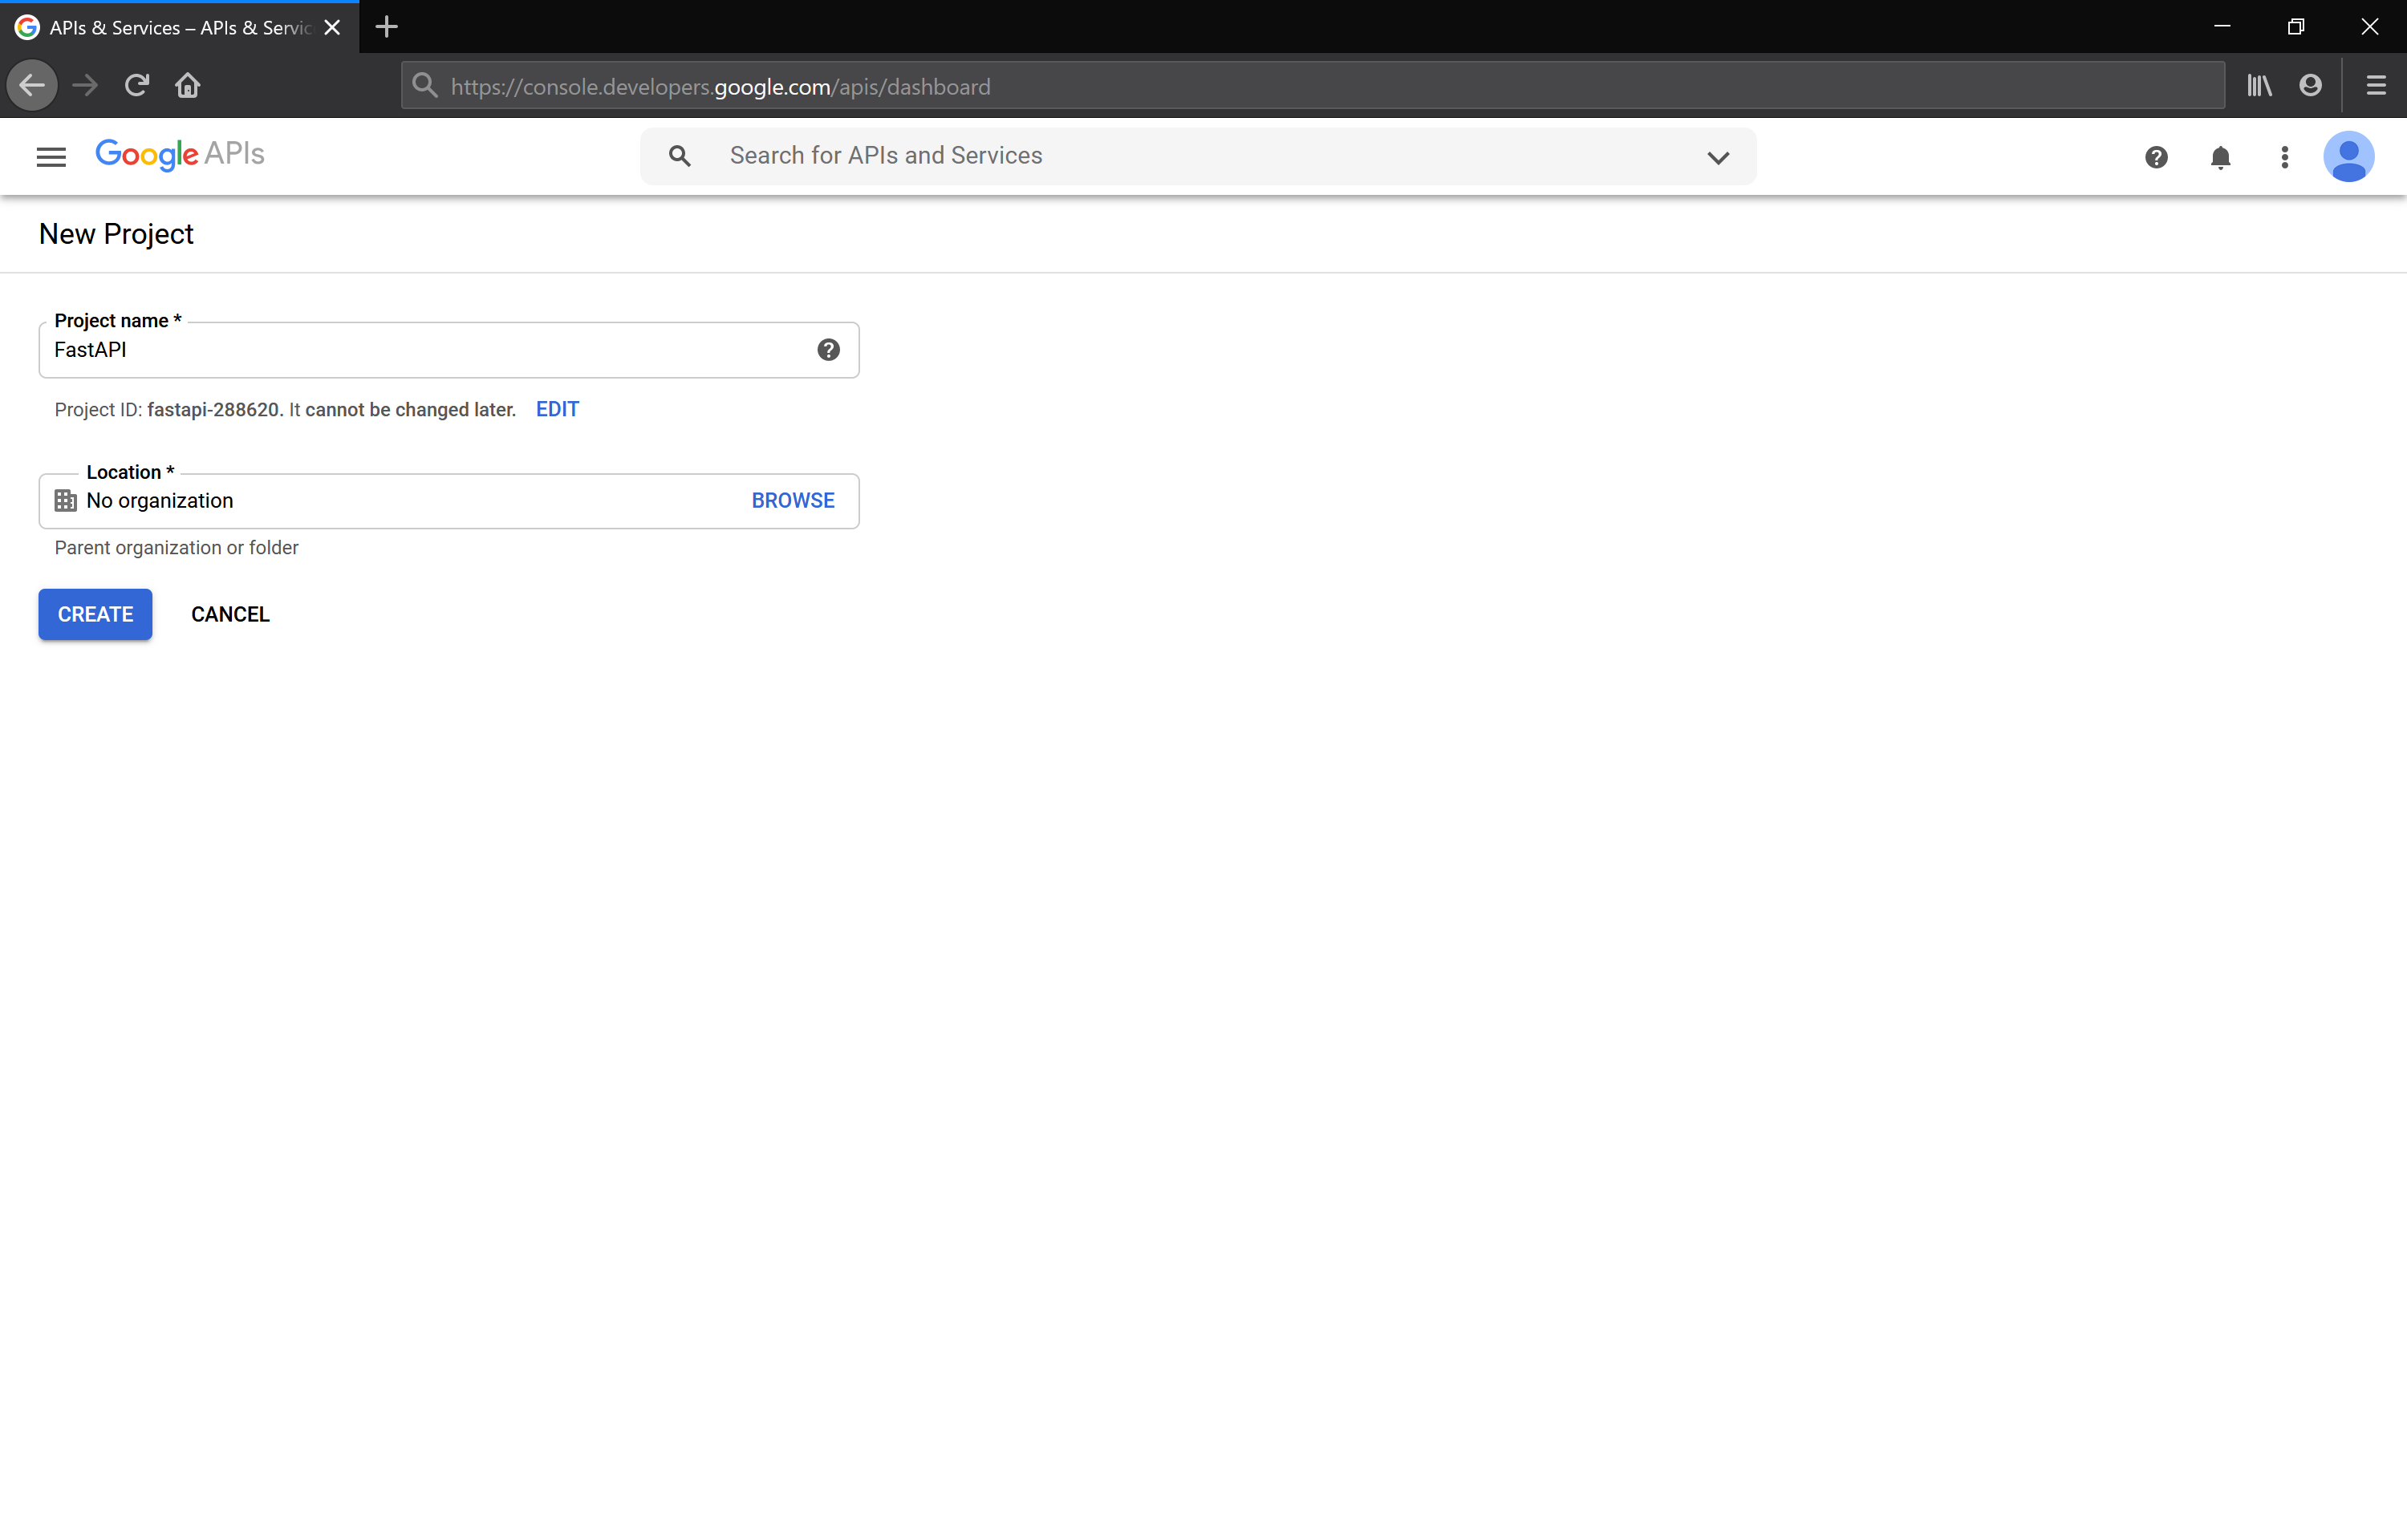 APIs & Services – APIs & Servic
https://console.developers.google.com/apis/dashboard
Google APIs
Search for APIs and Services
New Project
Project name *
FastAPI
Project ID: fastapi-288620. It cannot be changed later. EDIT
Location *
No organization BROWSE
Parent organization or folder
CREATE CANCEL